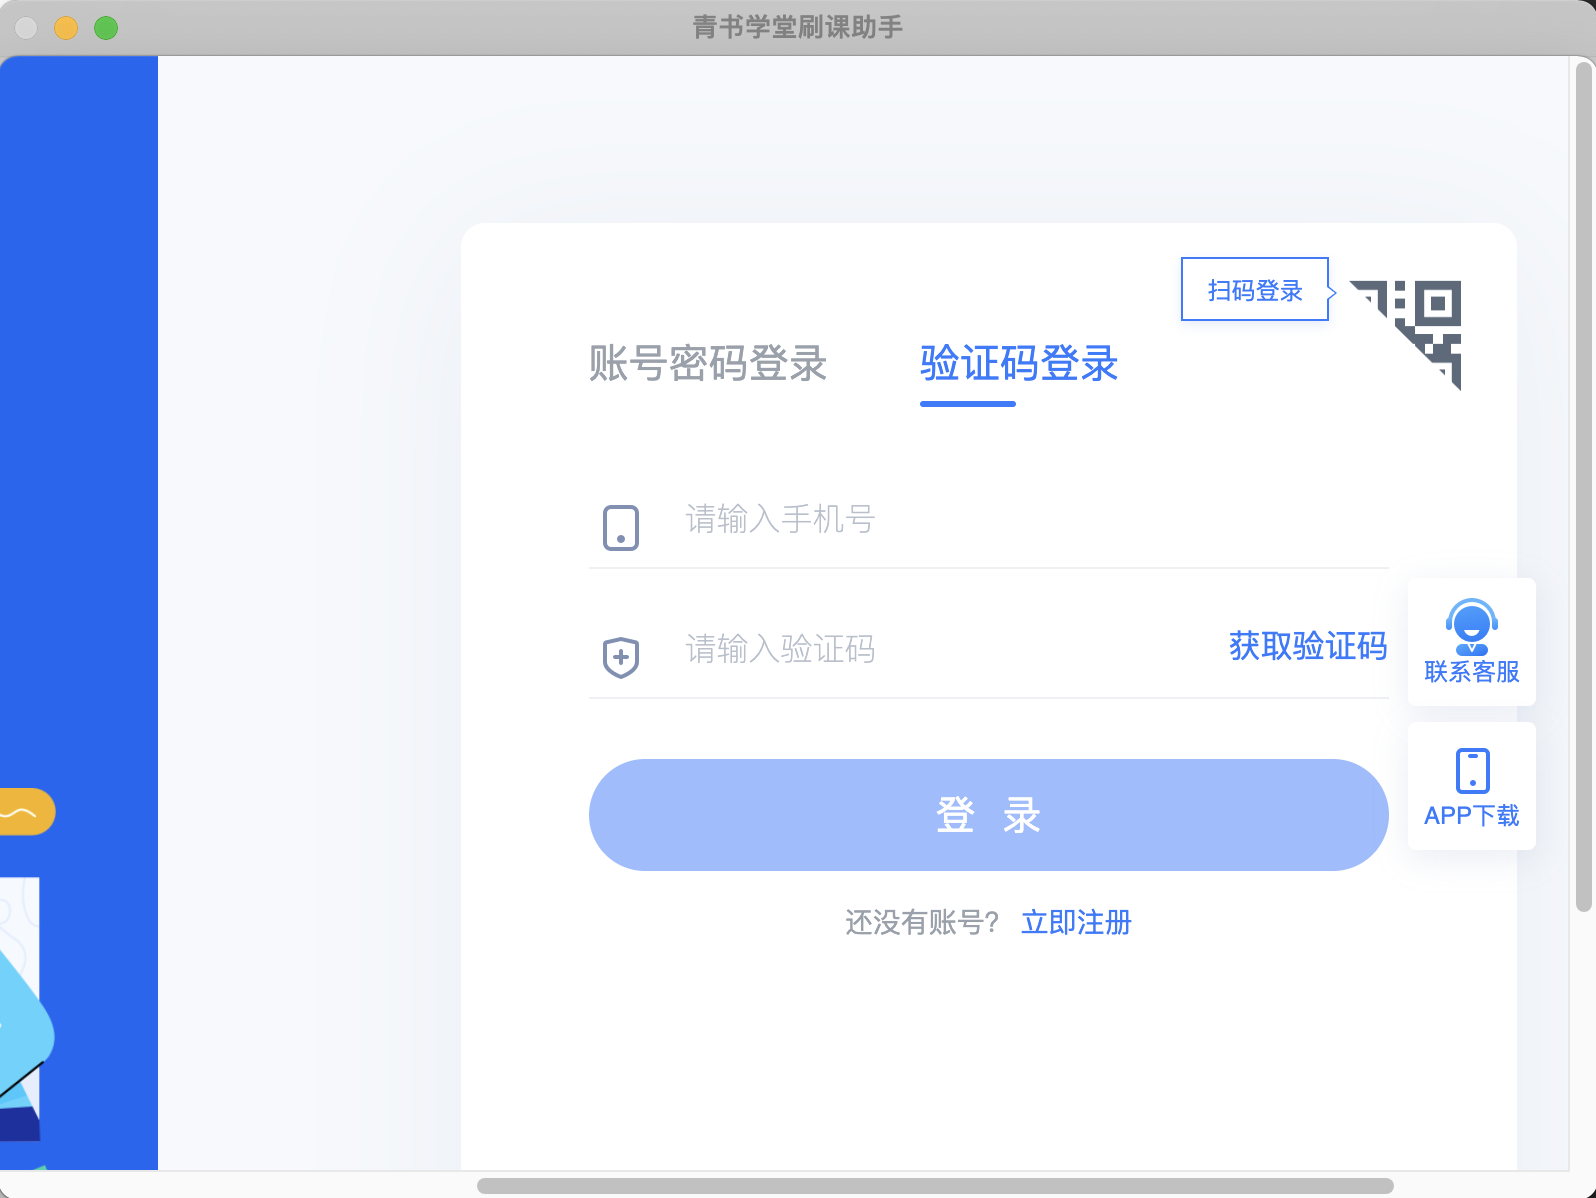 青书学堂刷课助手
扫码登录
账号密码登录 验证码登录
请输入手机号
请输入验证码 获取验证码
联系客服
登 录
APP下载
还没有账号? 立即注册